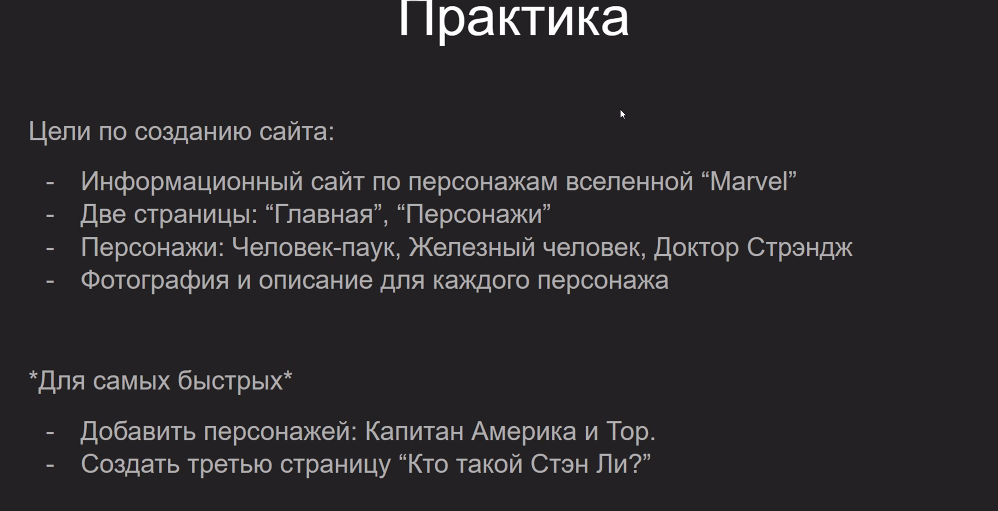 Практика
Цели по созданию сайта:
- Информационный сайт по персонажам вселенной “Marvel”
- Две страницы: “Главная”, “Персонажи”
- Персонажи: Человек-паук, Железный человек, Доктор Стрэндж
- Фотография и описание для каждого персонажа
*Для самых быстрых*
- Добавить персонажей: Капитан Америка и Тор.
- Создать третью страницу “Кто такой Стэн Ли?”